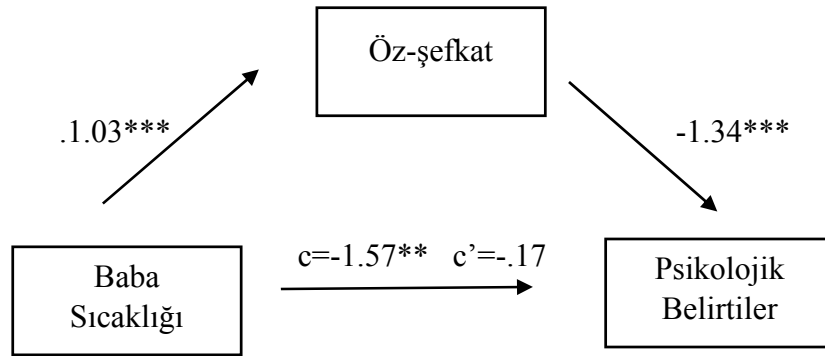 Öz-şefkat
.1.03***
-1.34***
c=-1.57** c’=-.17
Baba
Sıcaklığı
Psikolojik
Belirtiler